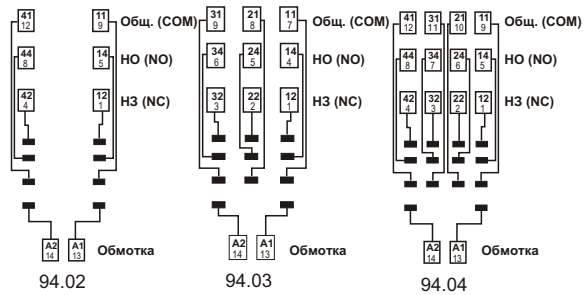 41 11 Общ. (COM)
12 9
44 14 НО (NO)
8 5
42 12 НЗ (NC)
4 1
A2 A1 Обмотка
14 13
94.02
31 21 11 Общ. (COM)
9 8 7
34 24 14 НО (NO)
6 5 4
32 22 12 НЗ (NC)
3 2 1
A2 A1 Обмотка
14 13
94.03
41 31 21 11 Общ. (COM)
12 11 10 9
44 34 24 14 НО (NO)
8 7 6 5
42 32 22 12 НЗ (NC)
4 3 2 1
A2 A1 Обмотка
14 13
94.04